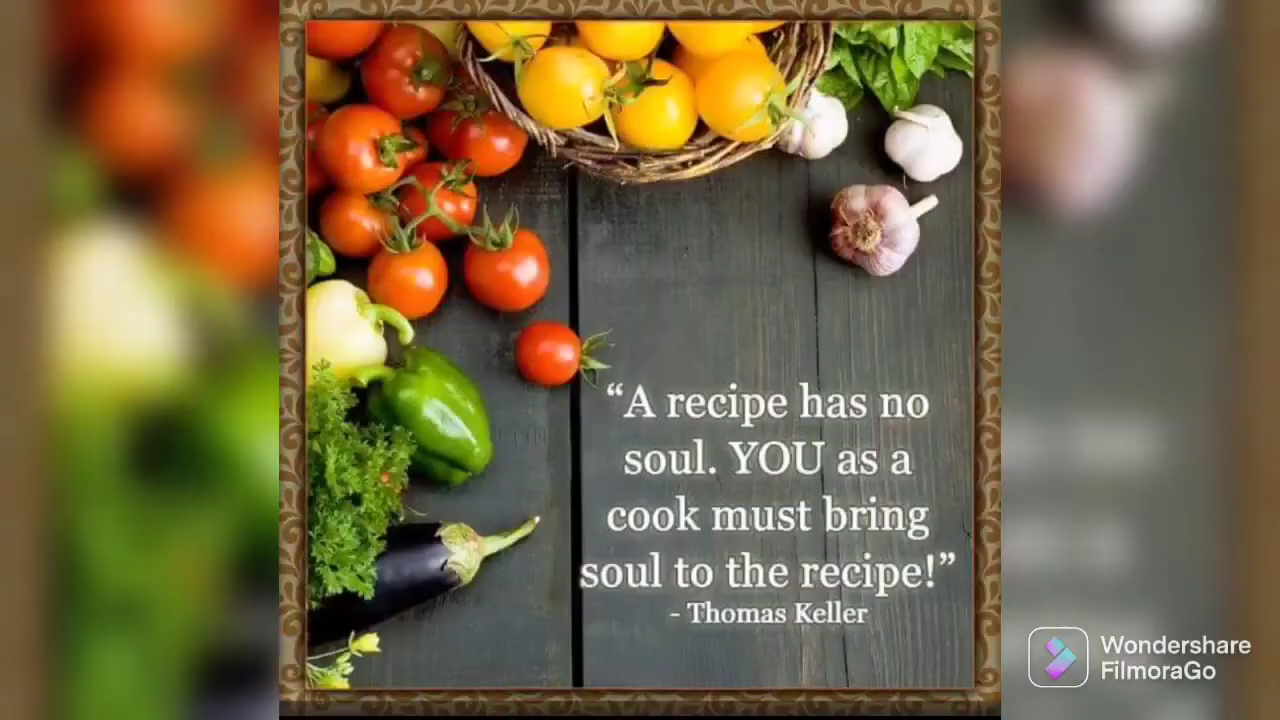 “A recipe has no
soul. YOU as a
cook must bring
soul to the recipe!”
- Thomas Keller
Wondershare
FilmoraGo